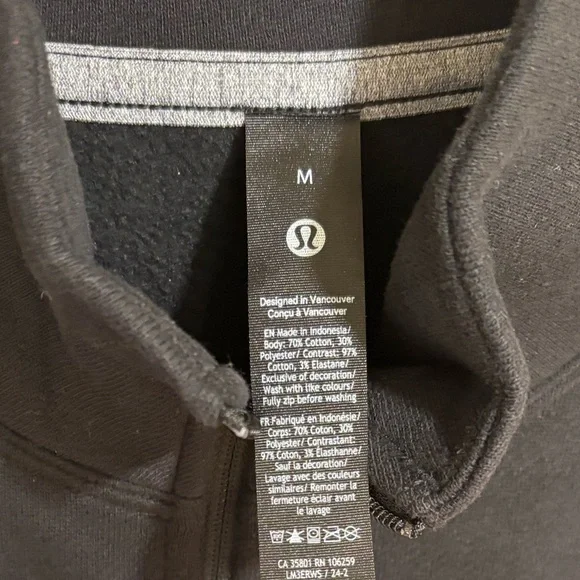 M
Designed in Vancouver
Conçu à Vancouver
EN Made in Indonesia/
Body: 70% Cotton, 30%
Polyester/ Contrast: 97%
Cotton, 3% Elastane/
Exclusive of decoration/
Wash with like colours/
Fully zip before washing
FR Fabriqué en Indonésie/
Corps: 70% Coton, 30%
Polyester/ Contrastant:
97% Coton, 3% Élasthanne/
Sauf la décoration/
Lavage avec des couleurs
similaires/ Remonter la
fermeture éclair avant
le lavage
CA 35801 RN 106259
LM3ERWS / 24-2